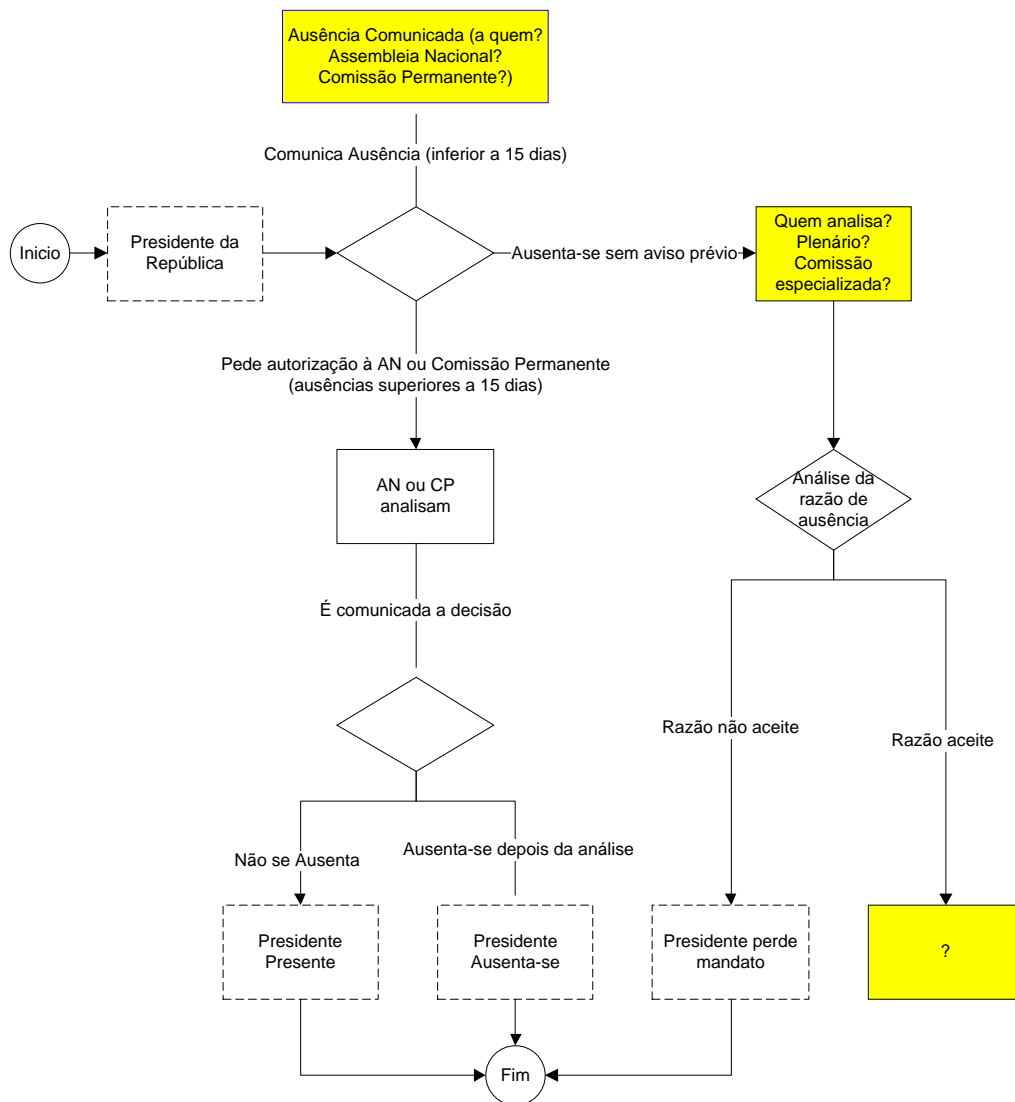 Ausência Comunicada (a quem?
Assembleia Nacional?
Comissão Permanente?)
Comunica Ausência (inferior a 15 dias)
Inicio
Presidente da
República
Ausenta-se sem aviso prévio
Quem analisa?
Plenário?
Comissão
especializada?
Pede autorização à AN ou Comissão Permanente
(ausências superiores a 15 dias)
AN ou CP
analisam
Análise da
razão de
ausência
É comunicada a decisão
Razão não aceite
Razão aceite
Não se Ausenta
Ausenta-se depois da análise
Presidente
Presente
Presidente
Ausenta-se
Presidente perde
mandato
?
Fim